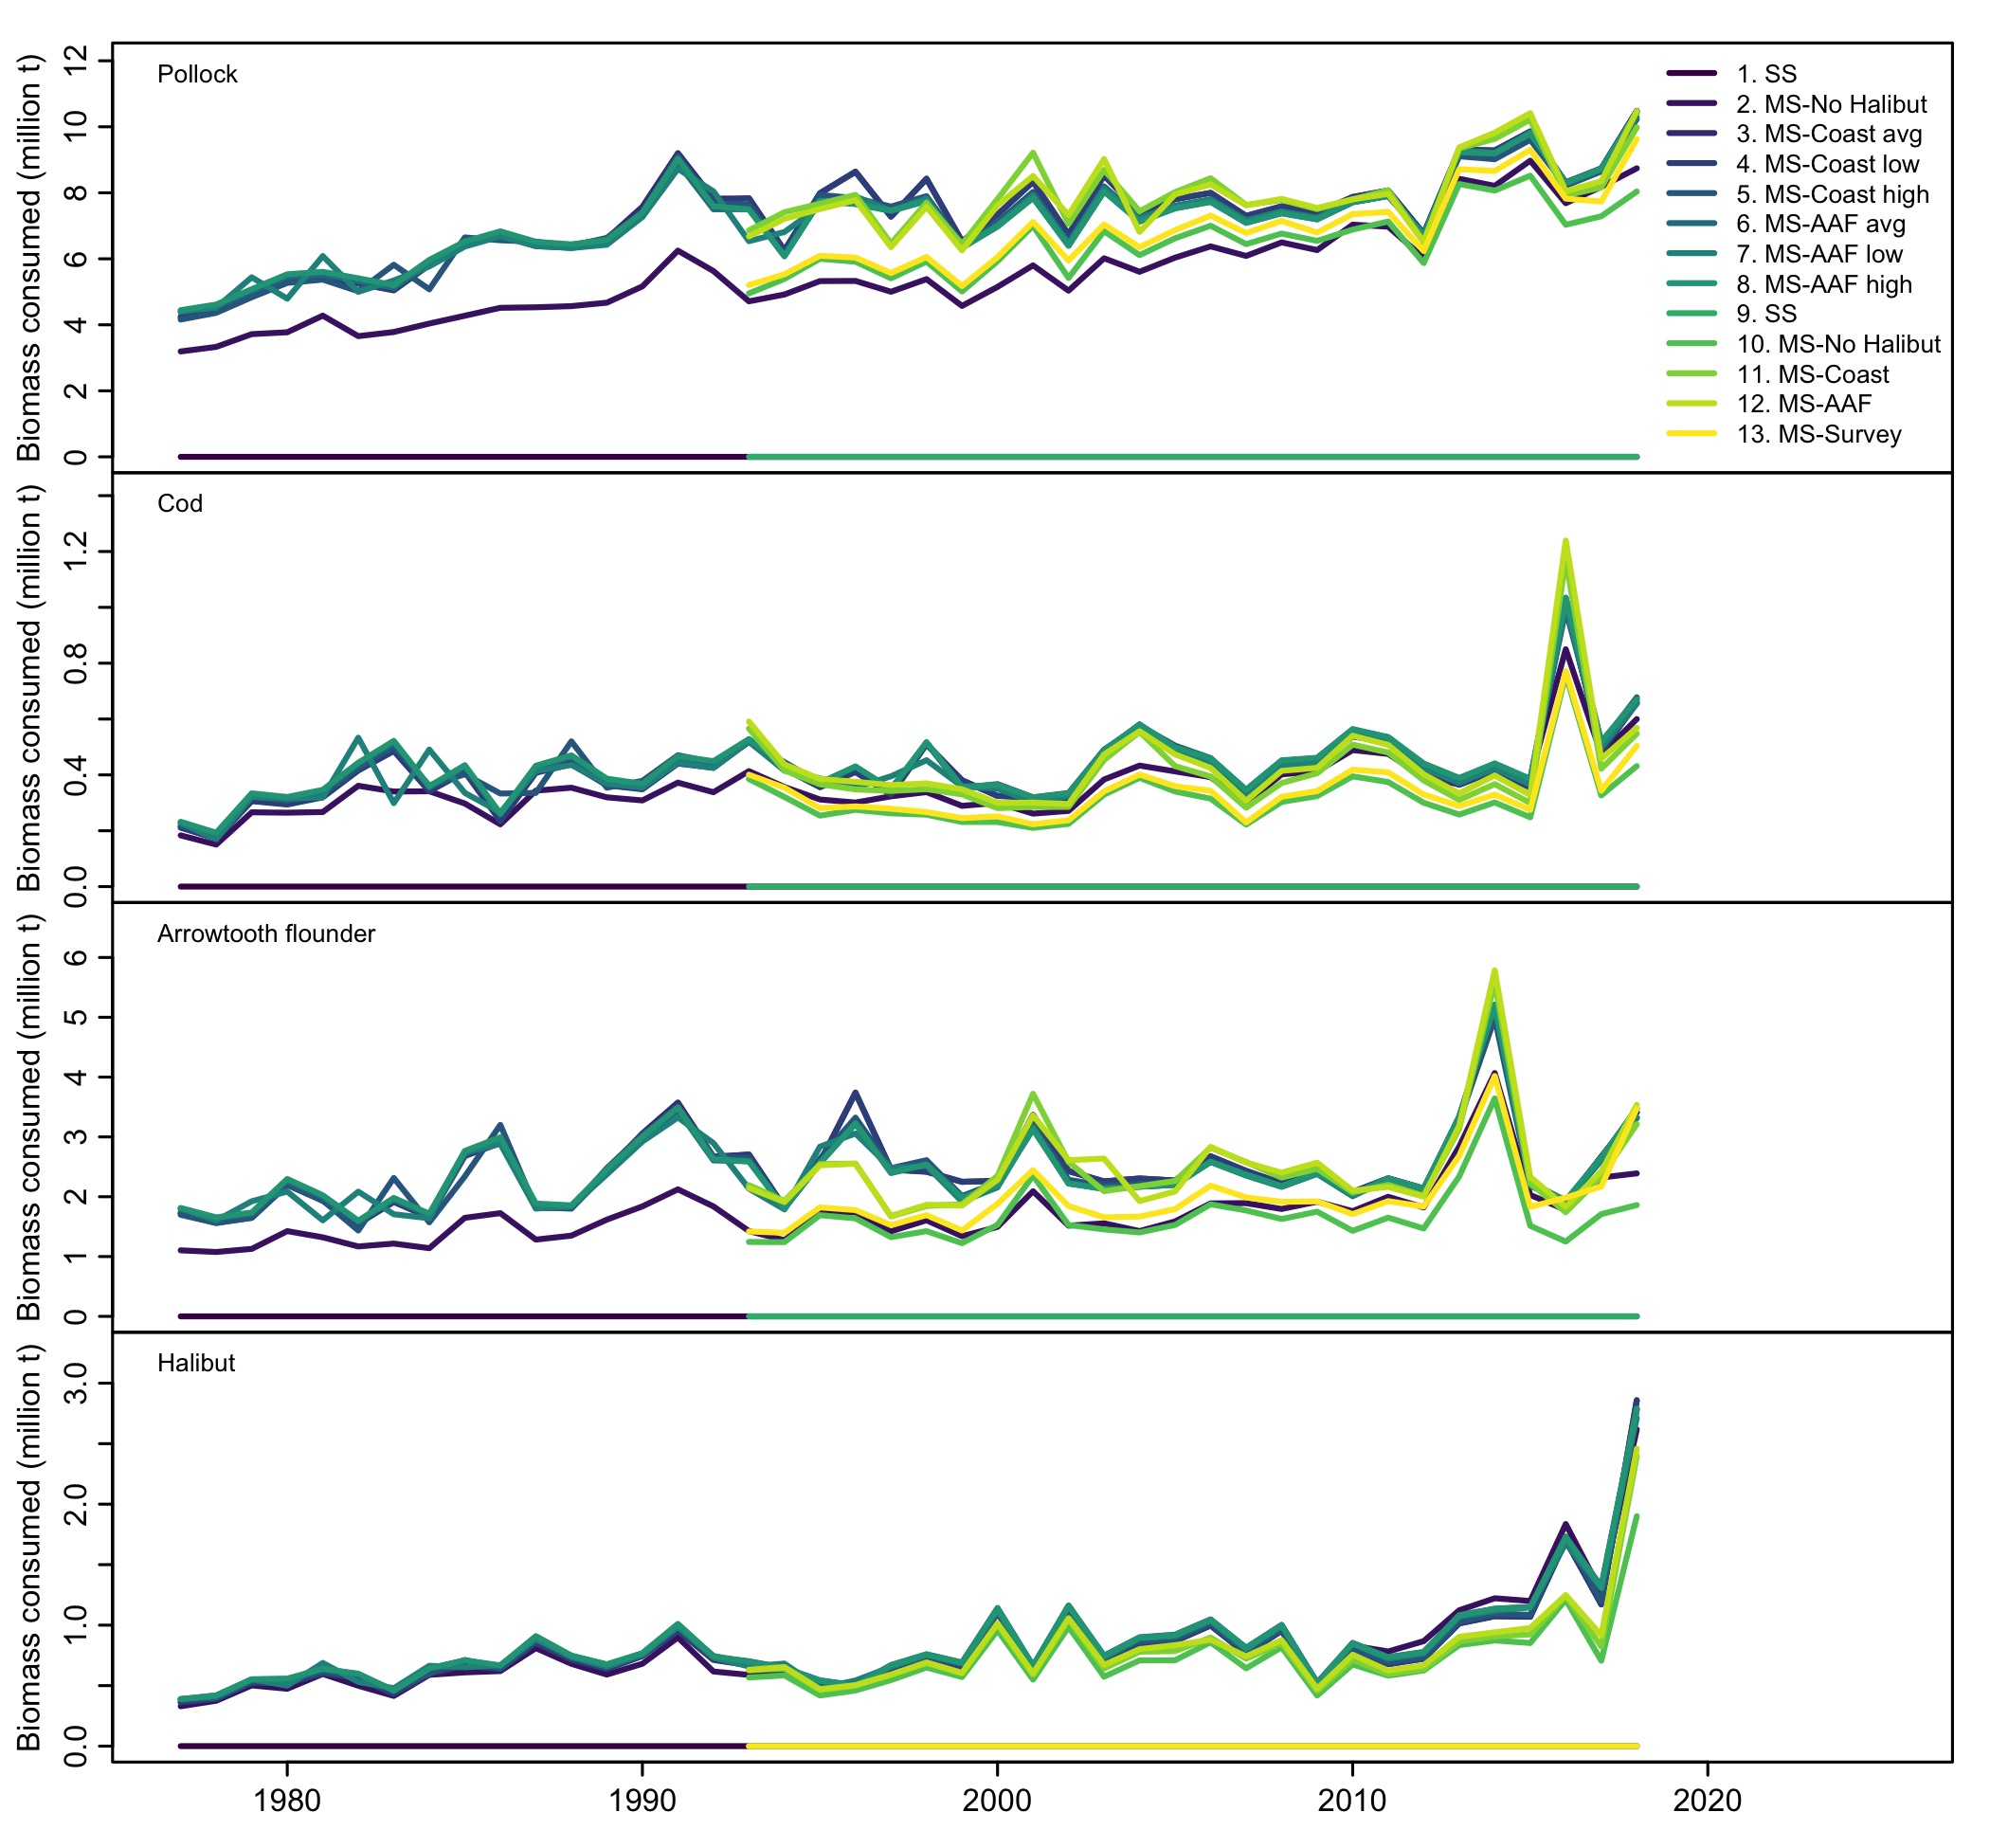 Biomass consumed (million t)
0 2 4 6 8 10 12
Pollock
1. SS
2. MS-No Halibut
3. MS-Coast avg
4. MS-Coast low
5. MS-Coast high
6. MS-AAF avg
7. MS-AAF low
8. MS-AAF high
9. SS
10. MS-No Halibut
11. MS-Coast
12. MS-AAF
13. MS-Survey
Biomass consumed (million t)
0.0 0.4 0.8 1.2
Cod
Biomass consumed (million t)
0 1 2 3 4 5 6
Arrowtooth flounder
Biomass consumed (million t)
0.0 1.0 2.0 3.0
Halibut
1980 1990 2000 2010 2020